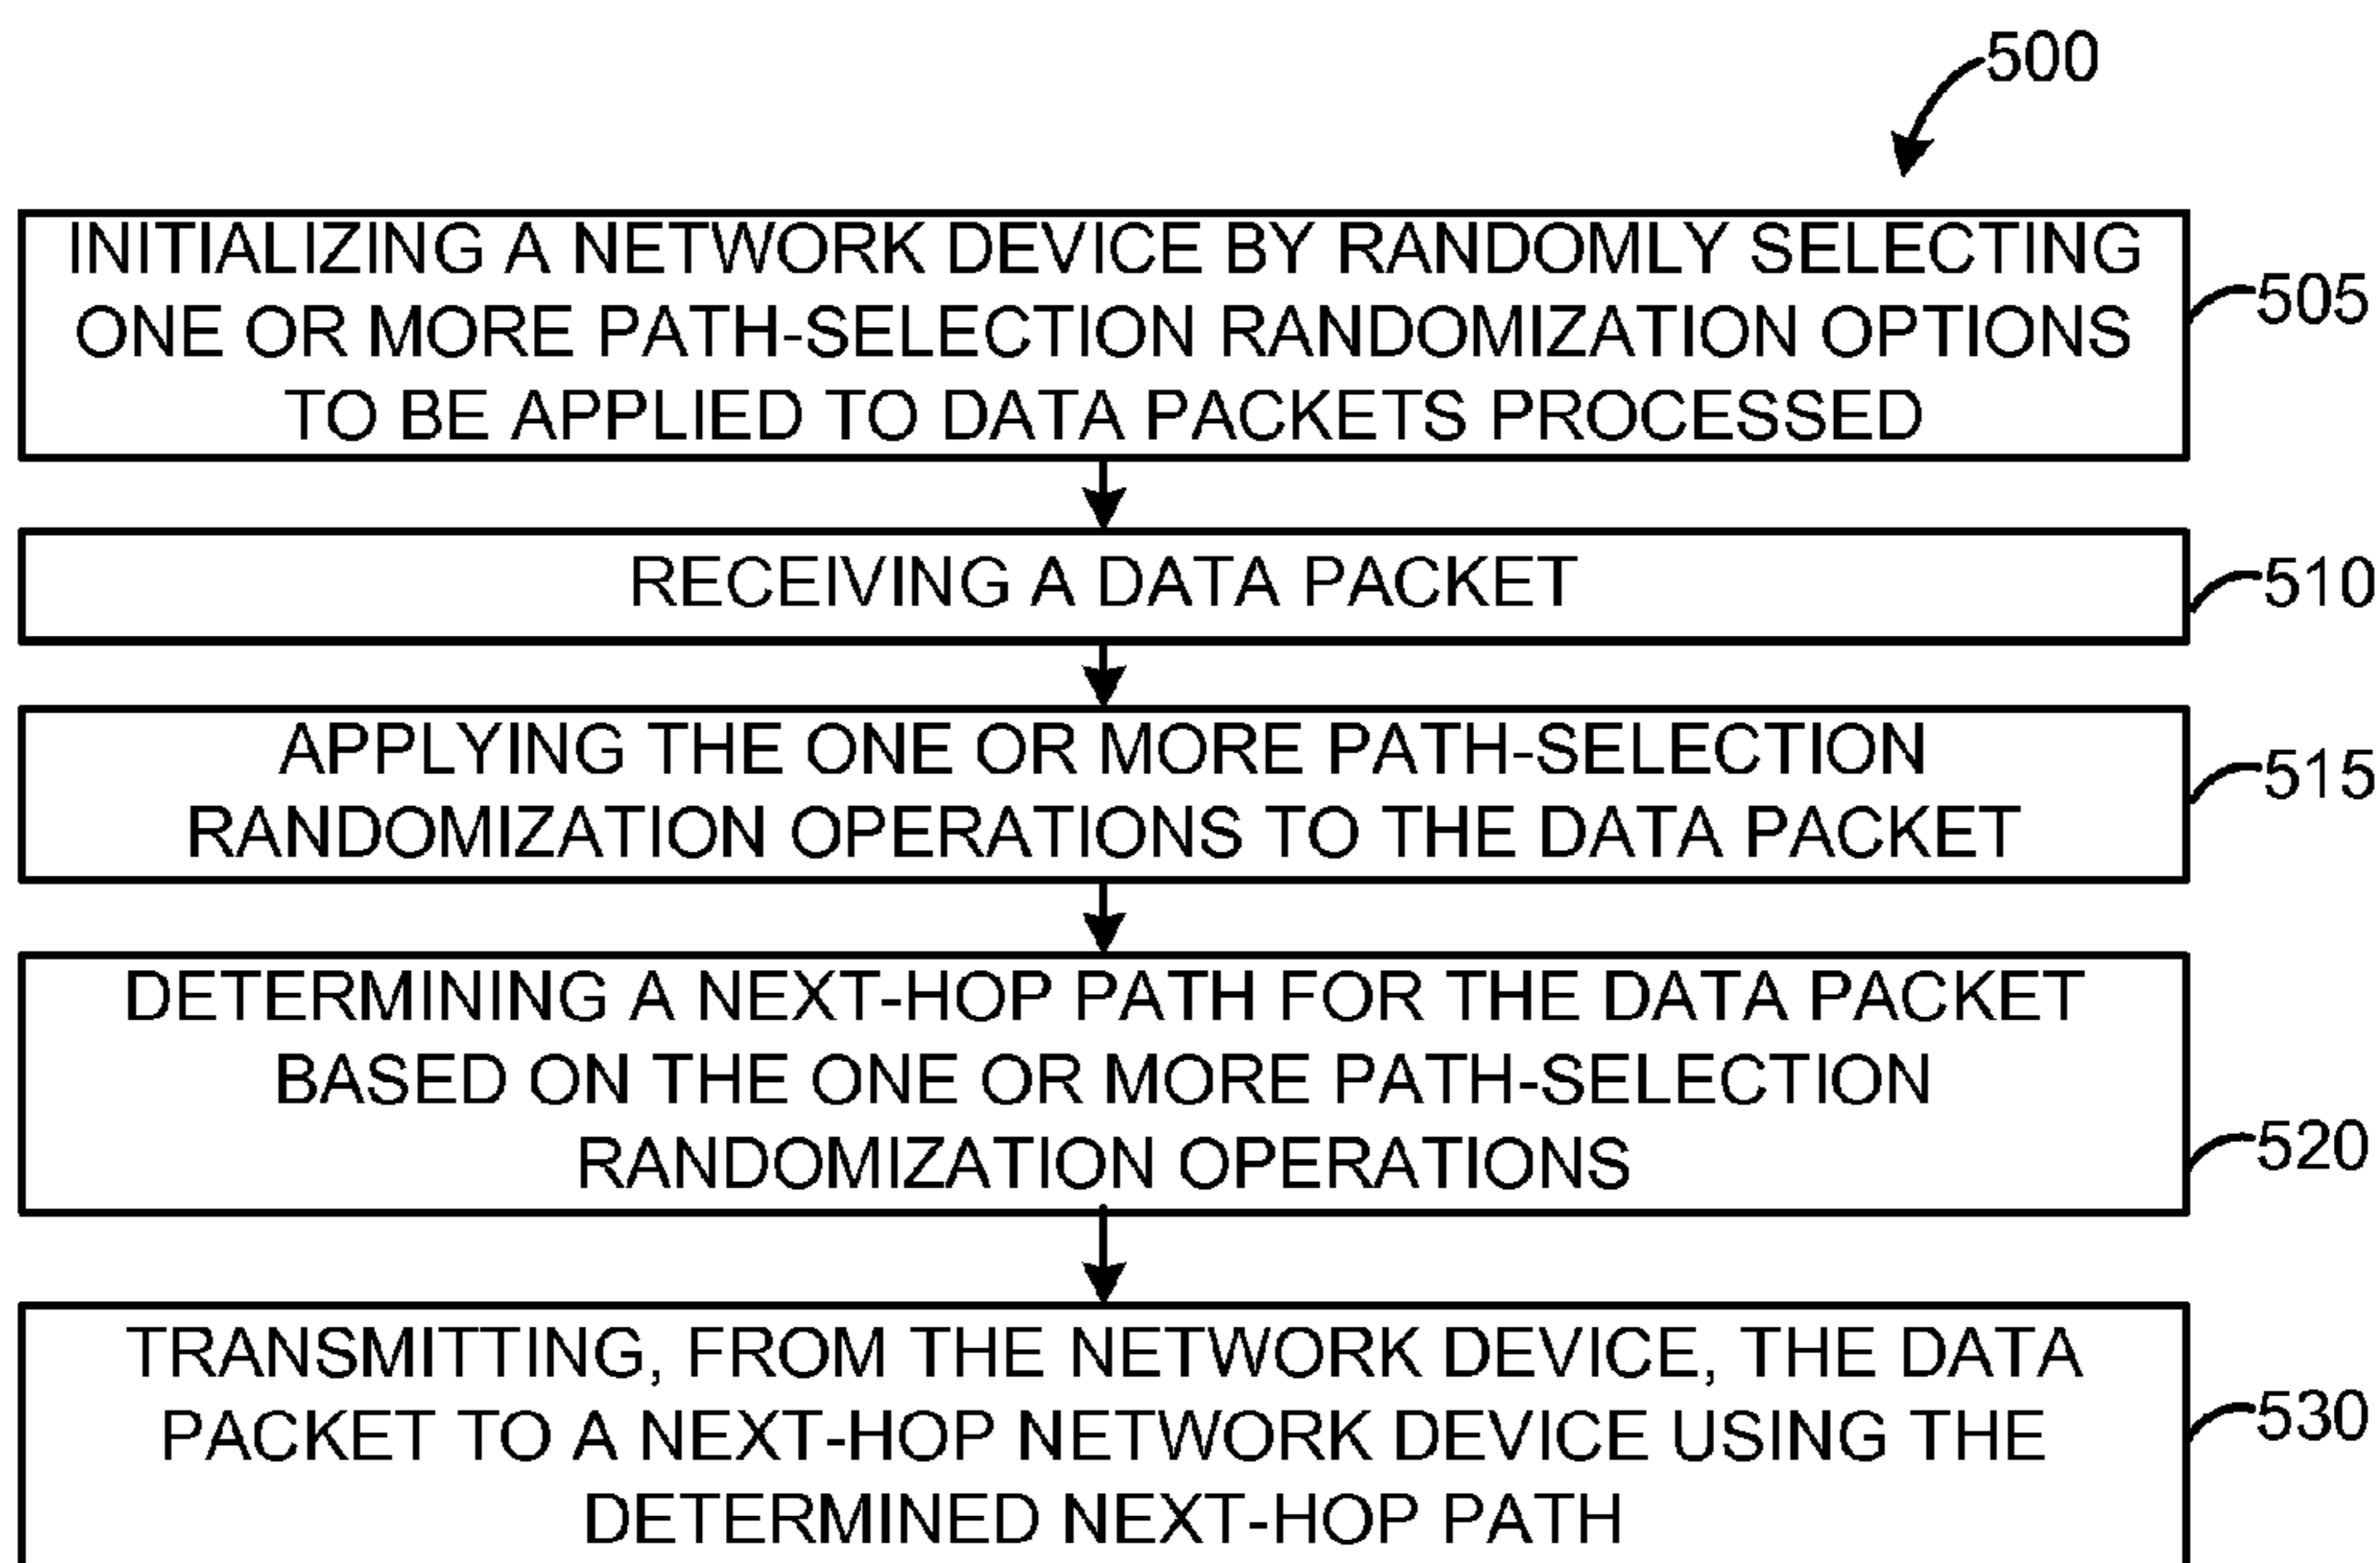 500
INITIALIZING A NETWORK DEVICE BY RANDOMLY SELECTING
ONE OR MORE PATH-SELECTION RANDOMIZATION OPTIONS
TO BE APPLIED TO DATA PACKETS PROCESSED
505
RECEIVING A DATA PACKET
510
APPLYING THE ONE OR MORE PATH-SELECTION
RANDOMIZATION OPERATIONS TO THE DATA PACKET
515
DETERMINING A NEXT-HOP PATH FOR THE DATA PACKET
BASED ON THE ONE OR MORE PATH-SELECTION
RANDOMIZATION OPERATIONS
520
TRANSMITTING, FROM THE NETWORK DEVICE, THE DATA
PACKET TO A NEXT-HOP NETWORK DEVICE USING THE
DETERMINED NEXT-HOP PATH
530